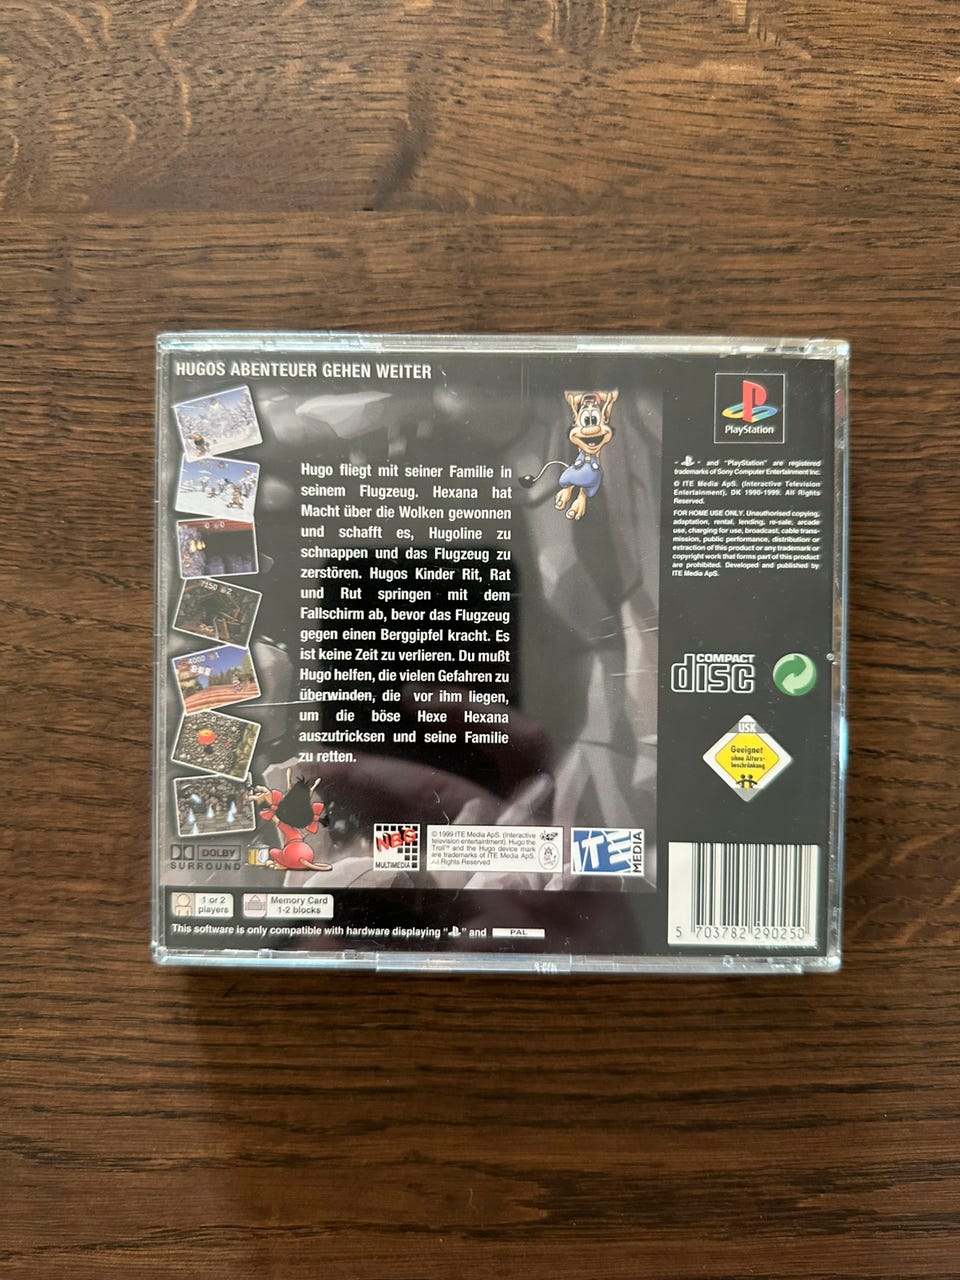 HUGOS ABENTEUER GEHEN WEITER
Hugo fliegt mit seiner Familie in
seinem Flugzeug. Hexana hat
Macht über die Wolken gewonnen
und schafft es, Hugoline zu
schnappen und das Flugzeug zu
zerstören. Hugos Kinder Rit, Rat
und Rut springen mit dem
Fallschirm ab, bevor das Flugzeug
gegen einen Berggipfel kracht. Es
ist keine Zeit zu verlieren. Du mußt
Hugo helfen, die vielen Gefahren zu
überwinden, die vor ihm liegen,
um die böse Hexe Hexana
auszutricksen und seine Familie
zu retten.
PlayStation
" " and "PlayStation" are registered
trademarks of Sony Computer Entertainment Inc.
© ITE Media ApS. (Interactive Television
Entertainment), DK 1990-1999. All Rights
Reserved.
FOR HOME USE ONLY. Unauthorised copying,
adaptation, rental, lending, re-sale, arcade
use, charging for use, broadcast, cable trans-
mission, public performance, distribution or
extraction of this product or any trademark or
copyright work that forms part of this product
are prohibited. Developed and published by
ITE Media ApS.
COMPACT
disc
USK
Geeignet
ohne Alters-
beschränkung
7150
4000
DOLBY
SURROUND
NBG
MULTIMEDIA
© 1999 ITE Media ApS. (Interactive
television entertainment). Hugo the
Troll™ and the Hugo device mark
are trademarks of ITE Media ApS.
All Rights Reserved
ITE
MEDIA
1 or 2
players
Memory Card
1-2 blocks
This software is only compatible with hardware displaying " " and PAL
5 703782 290250